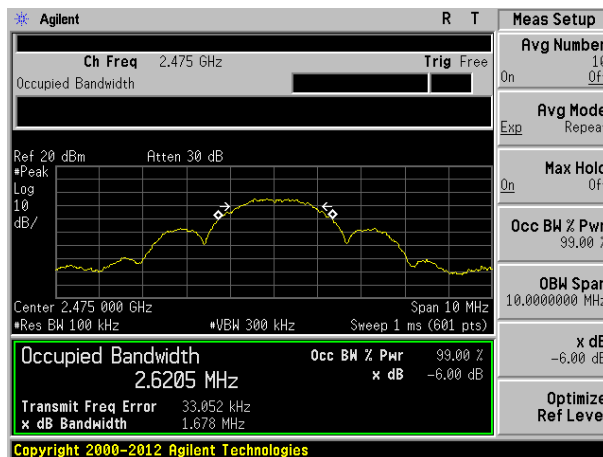 Agilent R T
Ch Freq 2.475 GHz Trig Free
Occupied Bandwidth
Ref 20 dBm Atten 30 dB
#Peak
Log
10
dB/
Center 2.475 000 GHz Span 10 MHz
#Res BW 100 kHz #VBW 300 kHz Sweep 1 ms (601 pts)
Occupied Bandwidth Occ BW % Pwr 99.00 %
2.6205 MHz x dB -6.00 dB
Transmit Freq Error 33.052 kHz
x dB Bandwidth 1.678 MHz
Copyright 2000-2012 Agilent Technologies
Meas Setup
Avg Number
10
On Off
Avg Mode
Exp Repeat
Max Hold
On Off
Occ BW % Pwr
99.00 %
OBW Span
10.0000000 MHz
x dB
-6.00 dB
Optimize
Ref Level